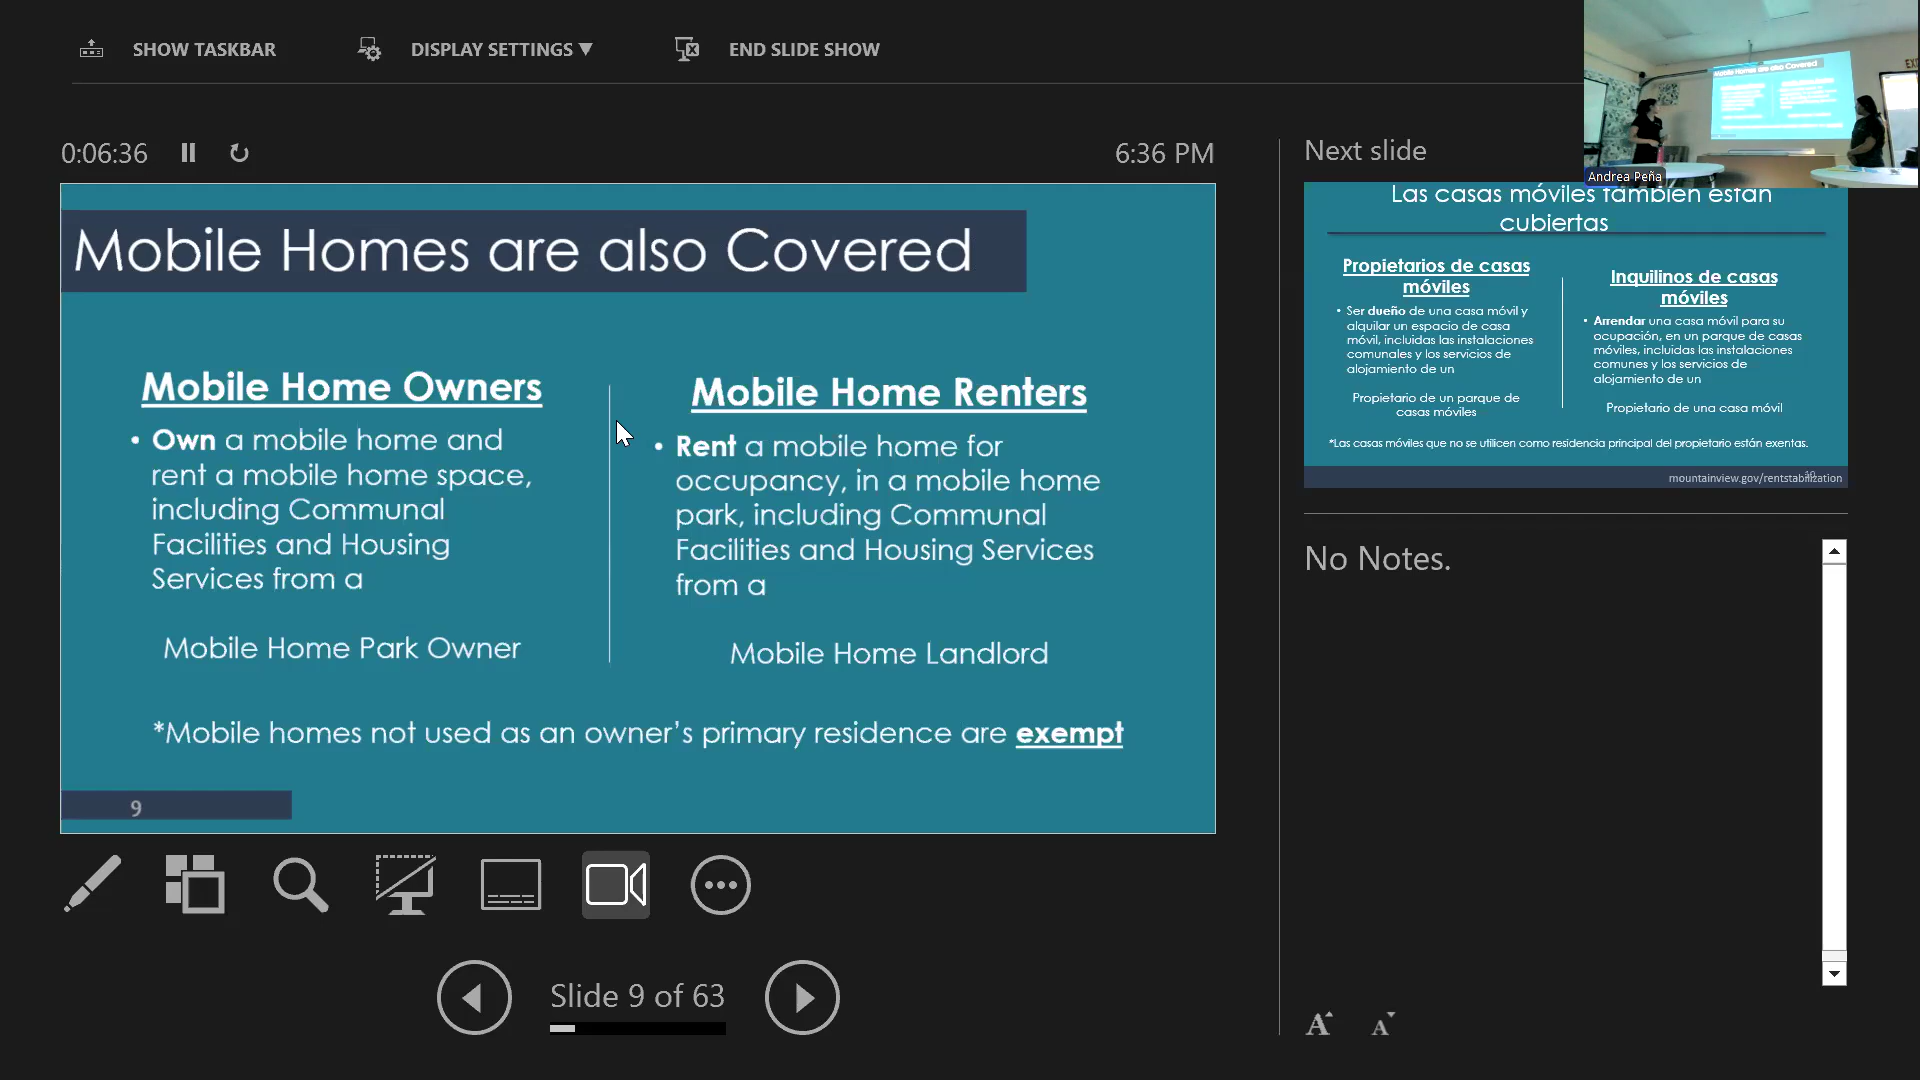 SHOW TASKBAR
DISPLAY SETTINGS ▼
END SLIDE SHOW
0:06:36
6:36 PM
Mobile Homes are also Covered
Mobile Home Owners
• Own a mobile home and
rent a mobile home space,
including Communal
Facilities and Housing
Services from a
Mobile Home Park Owner
Mobile Home Renters
• Rent a mobile home for
occupancy, in a mobile home
park, including Communal
Facilities and Housing Services
from a
Mobile Home Landlord
*Mobile homes not used as an owner’s primary residence are exempt
9
Slide 9 of 63
Next slide
Mobile Homes are also Covered
Andrea Peña
Las casas móviles también están
cubiertas
Propietarios de casas
móviles
• Ser dueño de una casa móvil y
alquilar un espacio de casa
móvil, incluidas las instalaciones
comunales y los servicios de
alojamiento de un
Propietario de un parque de
casas móviles
Inquilinos de casas
móviles
• Arrendar una casa móvil para su
ocupación, en un parque de casas
móviles, incluidas las instalaciones
comunes y los servicios de
alojamiento de un
Propietario de una casa móvil
*Las casas móviles que no se utilicen como residencia principal del propietario están exentas.
mountainview.gov/rentstabilization
10
No Notes.
A
A